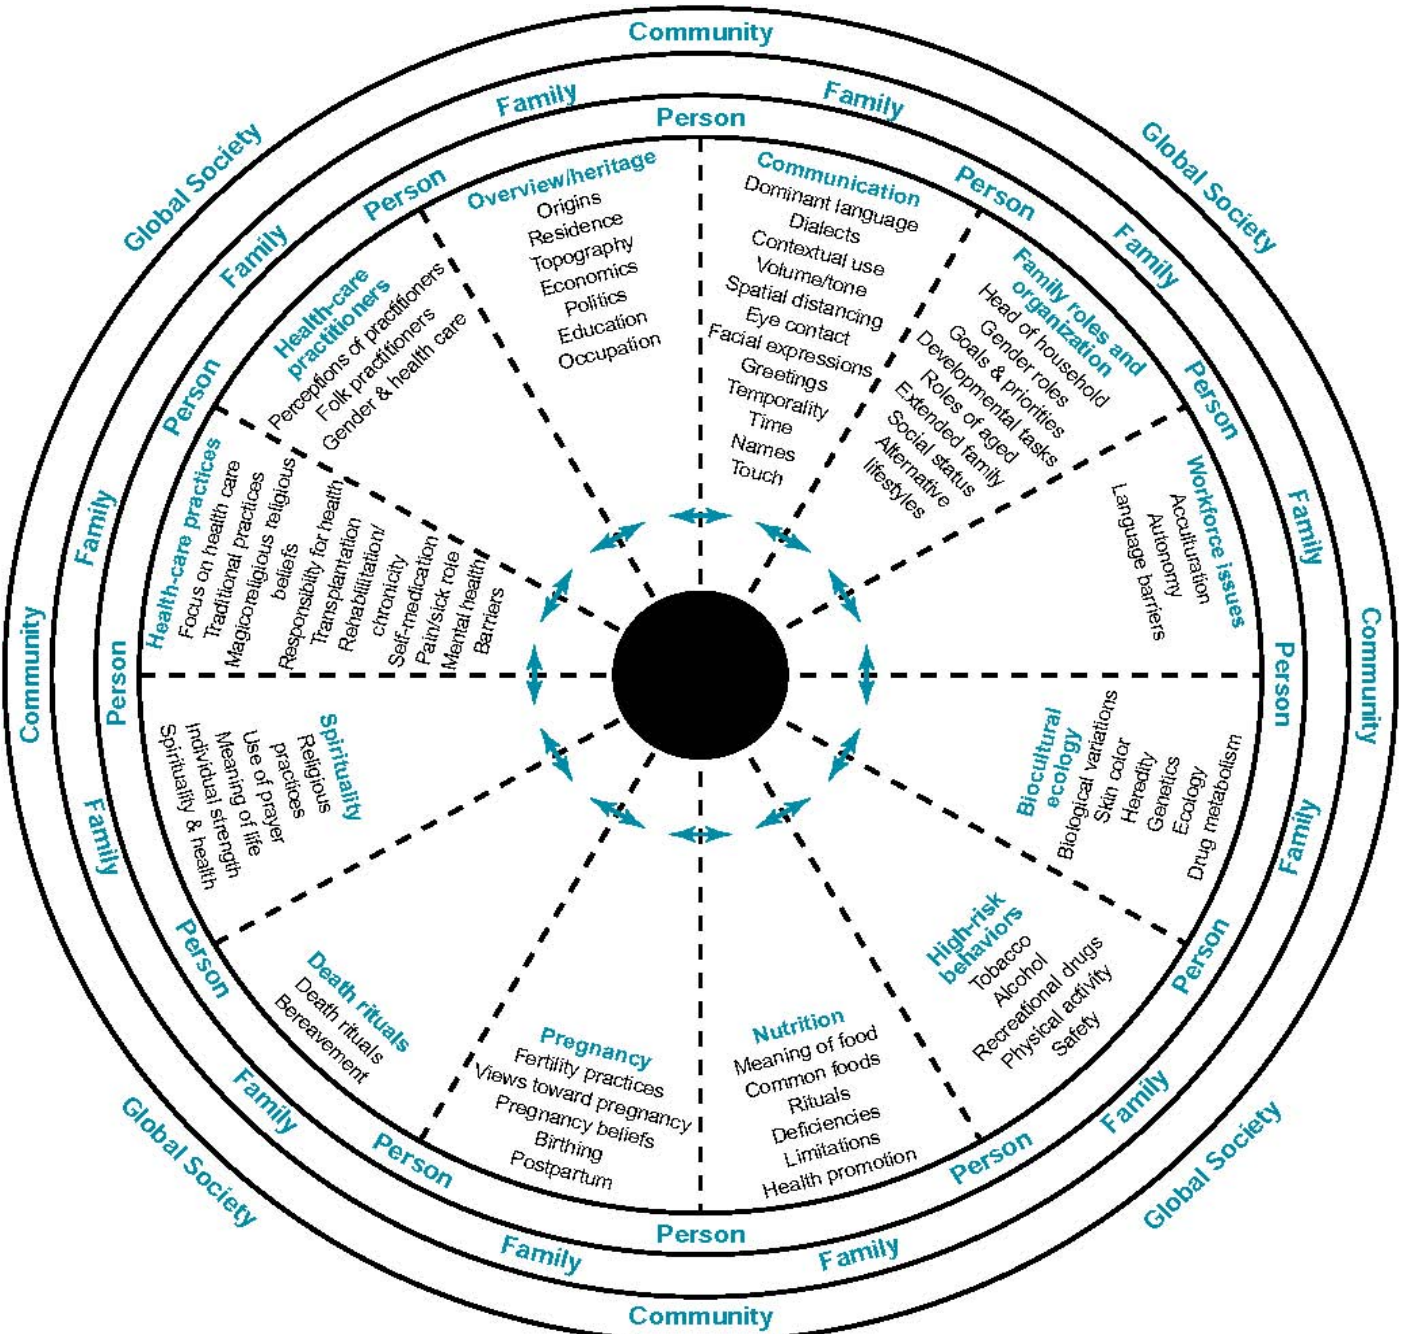 Community
Family
Family
Person
Global Society
Global Society
Person
Person
Family
Family
Overview/heritage
Origins
Residence
Topography
Economics
Politics
Education
Occupation
Communication
Dominant language
Dialects
Contextual use
Volume/tone
Spatial distancing
Eye contact
Facial expressions
Greetings
Temporality
Time
Names
Touch
Family roles and
organization
Head of household
Gender roles
Goals & priorities
Developmental tasks
Roles of aged
Extended family
Social status
Alternative
lifestyles
Person
Family
Workforce issues
Acculturation
Autonomy
Language barriers
Person
Community
Biocultural
ecology
Biological variations
Skin color
Heredity
Genetics
Ecology
Drug metabolism
Family
Person
High-risk
behaviors
Tobacco
Alcohol
Recreational drugs
Physical activity
Safety
Family
Global Society
Person
Nutrition
Meaning of food
Common foods
Rituals
Deficiencies
Limitations
Health promotion
Family
Person
Community
Pregnancy
Fertility practices
Views toward pregnancy
Pregnancy beliefs
Birthing
Postpartum
Family
Person
Death rituals
Death rituals
Bereavement
Family
Global Society
Person
Spirituality
Religious
practices
Use of prayer
Meaning of life
Individual strength
Spirituality & health
Family
Person
Community
Health-care practices
Focus on health care
Traditional practices
Magicoreligious religious
beliefs
Responsibility for health
Transplantation
Rehabilitation/
chronicity
Self-medication
Pain/sick role
Mental health/
Barriers
Family
Person
Health-care
practitioners
Perceptions of practitioners
Folk practitioners
Gender & health care